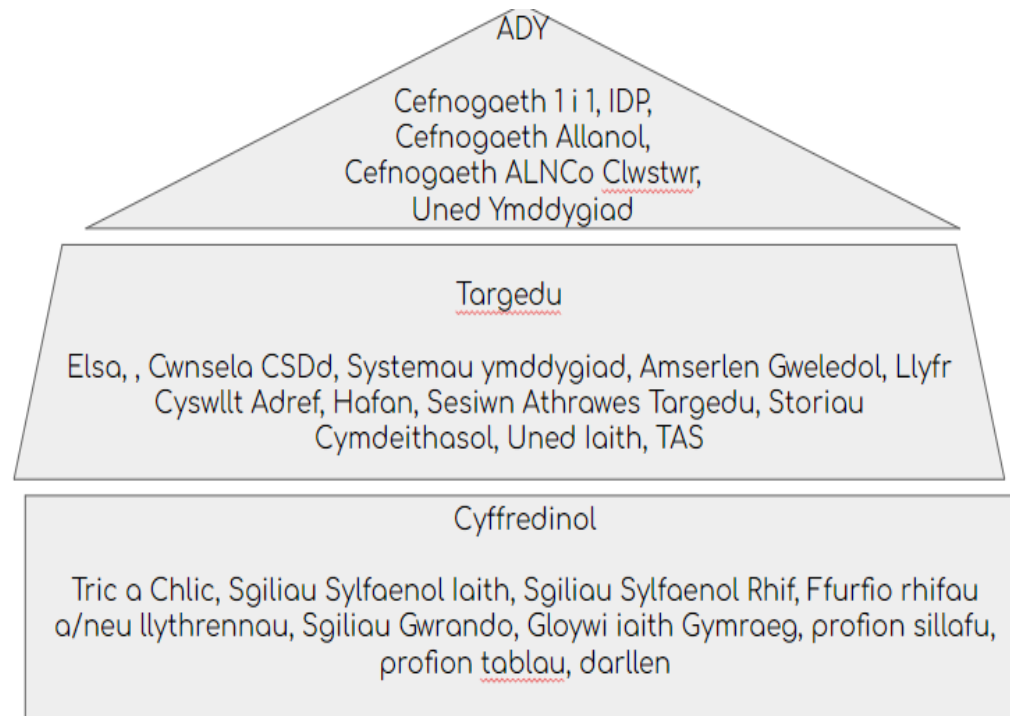 ADY
Cefnogaeth 1 i 1, IDP,
Cefnogaeth Allanol,
Cefnogaeth ALNCo Clwstwr,
Uned Ymddygiad
Targedu
Elsa, , Cwnsela CSDd, Systemau ymddygiad, Amserlen Gweledol, Llyfr
Cyswllt Adref, Hafan, Sesiwn Athrawes Targedu, Storiau
Cymdeithasol, Uned Iaith, TAS
Cyffredinol
Tric a Chlic, Sgiliau Sylfaenol Iaith, Sgiliau Sylfaenol Rhif, Ffurfio rhifau
a/neu llythrennau, Sgiliau Gwrando, Gloywi iaith Gymraeg, profion sillafu,
profion tablau, darllen